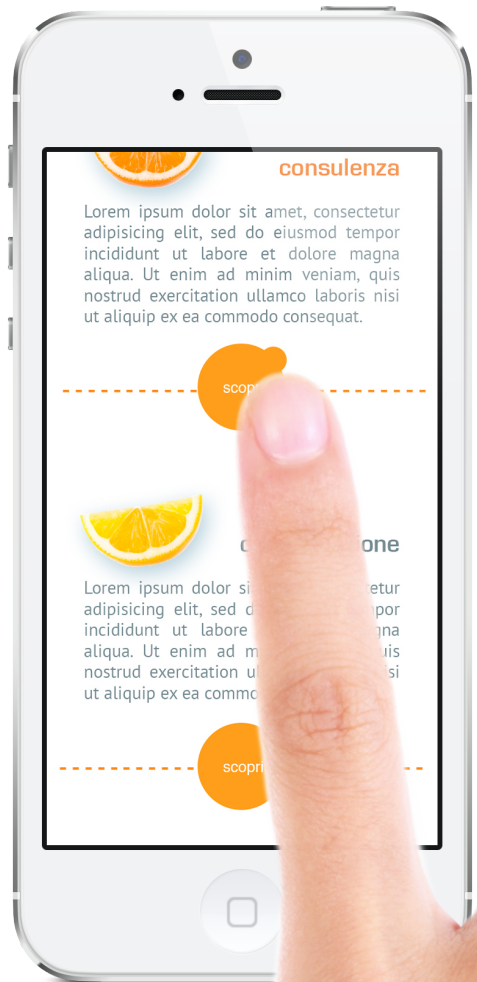 consulenza
Lorem ipsum dolor sit amet, consectetur
adipisicing elit, sed do eiusmod tempor
incididunt ut labore et dolore magna
aliqua. Ut enim ad minim veniam, quis
nostrud exercitation ullamco laboris nisi
ut aliquip ex ea commodo consequat.
Lorem ipsum dolor
adipisicing elit, sed
incididunt ut labore
aliqua. Ut enim ad
nostrud exercitation
ut aliquip ex ea
scopri